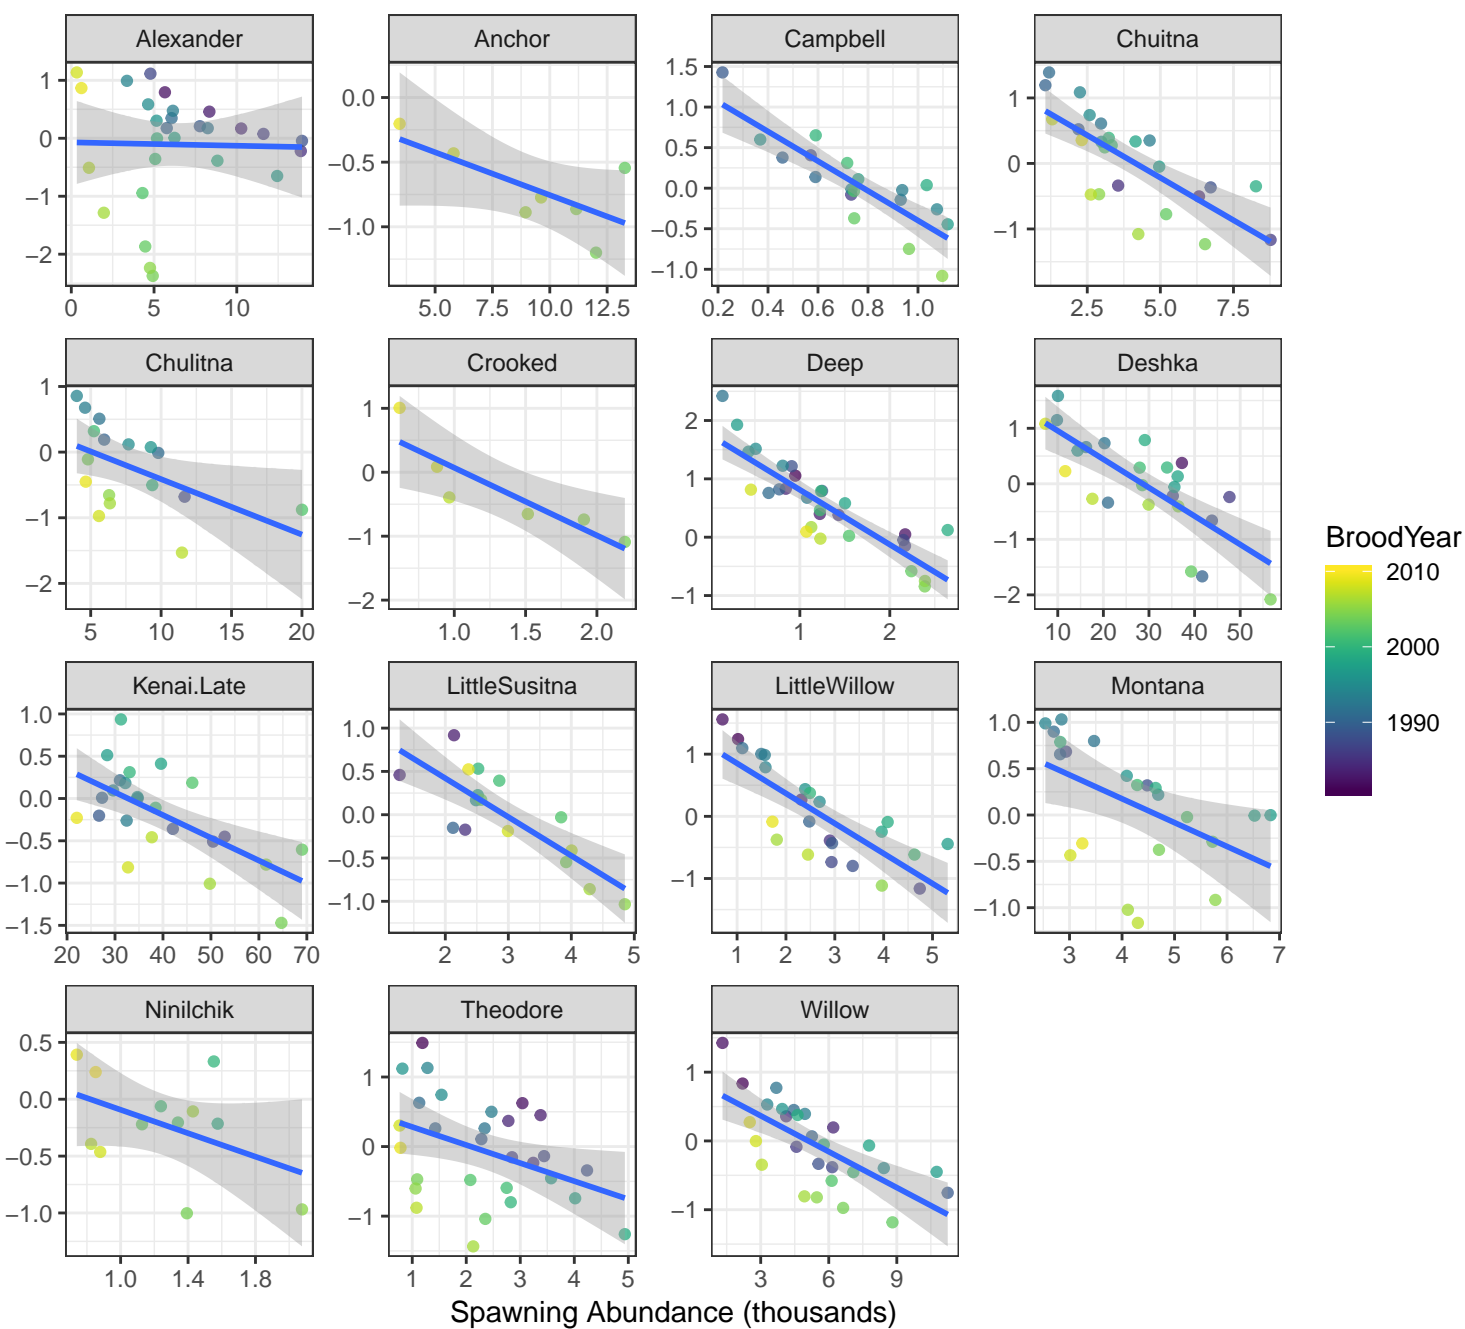 Alexander Anchor Campbell Chuitna
1 0 −1 −2
0.0 −0.5 −1.0
1.5 1.0 0.5 0.0 −0.5 −1.0
1 0 −1
0 5 10
5.0 7.5 10.0 12.5
0.2 0.4 0.6 0.8 1.0
2.5 5.0 7.5
Chulitna Crooked Deep Deshka
1 0 −1 −2
1 0 −1 −2
2 1 0 −1
1 0 −1 −2
5 10 15 20
1.0 1.5 2.0
1 2
10 20 30 40 50
BroodYear
2010
2000
1990
Kenai.Late LittleSusitna LittleWillow Montana
1.0 0.5 0.0 −0.5 −1.0 −1.5
1.0 0.5 0.0 −0.5 −1.0
1 0 −1
1.0 0.5 0.0 −0.5 −1.0
20 30 40 50 60 70
2 3 4 5
1 2 3 4 5
3 4 5 6 7
Ninilchik Theodore Willow
0.5 0.0 −0.5 −1.0
1 0 −1
1 0 −1
1.0 1.4 1.8
1 2 3 4 5
3 6 9
Spawning Abundance (thousands)